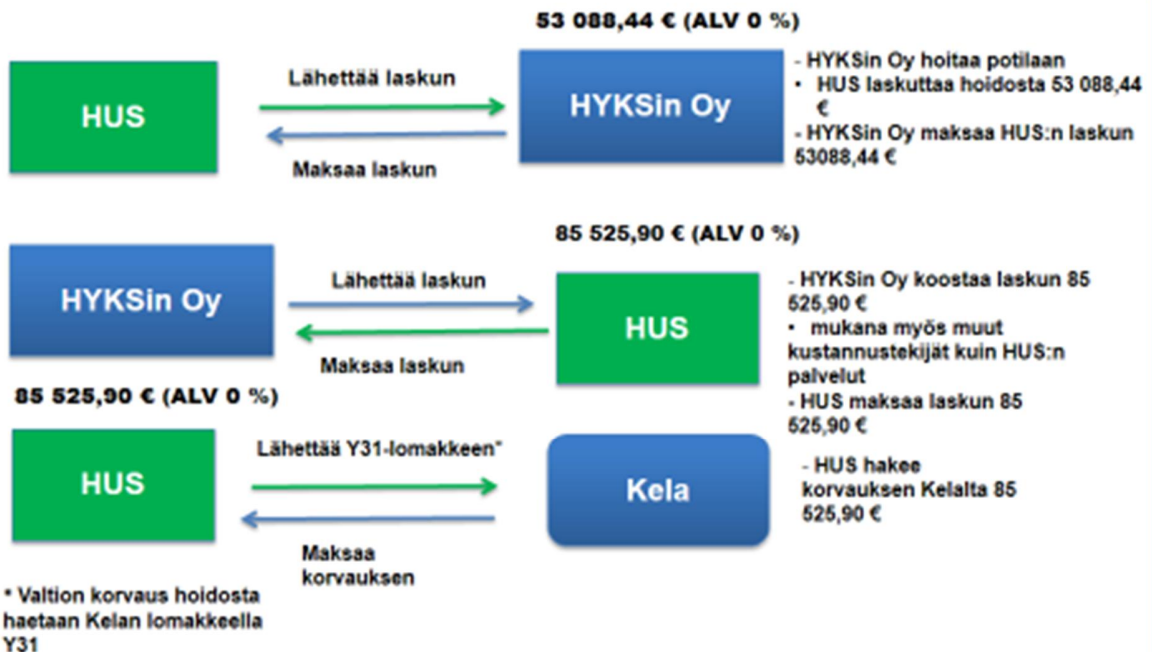 53 088,44 € (ALV 0 %)
HUS
Lähettää laskun
Maksaa laskun
HYKSin Oy
- HYKSin Oy hoitaa potilaan
• HUS laskuttaa hoidosta 53 088,44
€
- HYKSin Oy maksaa HUS:n laskun
53088,44 €
85 525,90 € (ALV 0 %)
HYKSin Oy
Lähettää laskun
Maksaa laskun
HUS
- HYKSin Oy koostaa laskun 85
525,90 €
• mukana myös muut
kustannustekijät kuin HUS:n
palvelut
- HUS maksaa laskun 85
525,90 €
85 525,90 € (ALV 0 %)
HUS
Lähettää Y31-lomakkeen*
Maksaa
korvauksen
Kela
- HUS hakee
korvauksen Kelalta 85
525,90 €
* Valtion korvaus hoidosta
haetaan Kelan lomakkeella
Y31